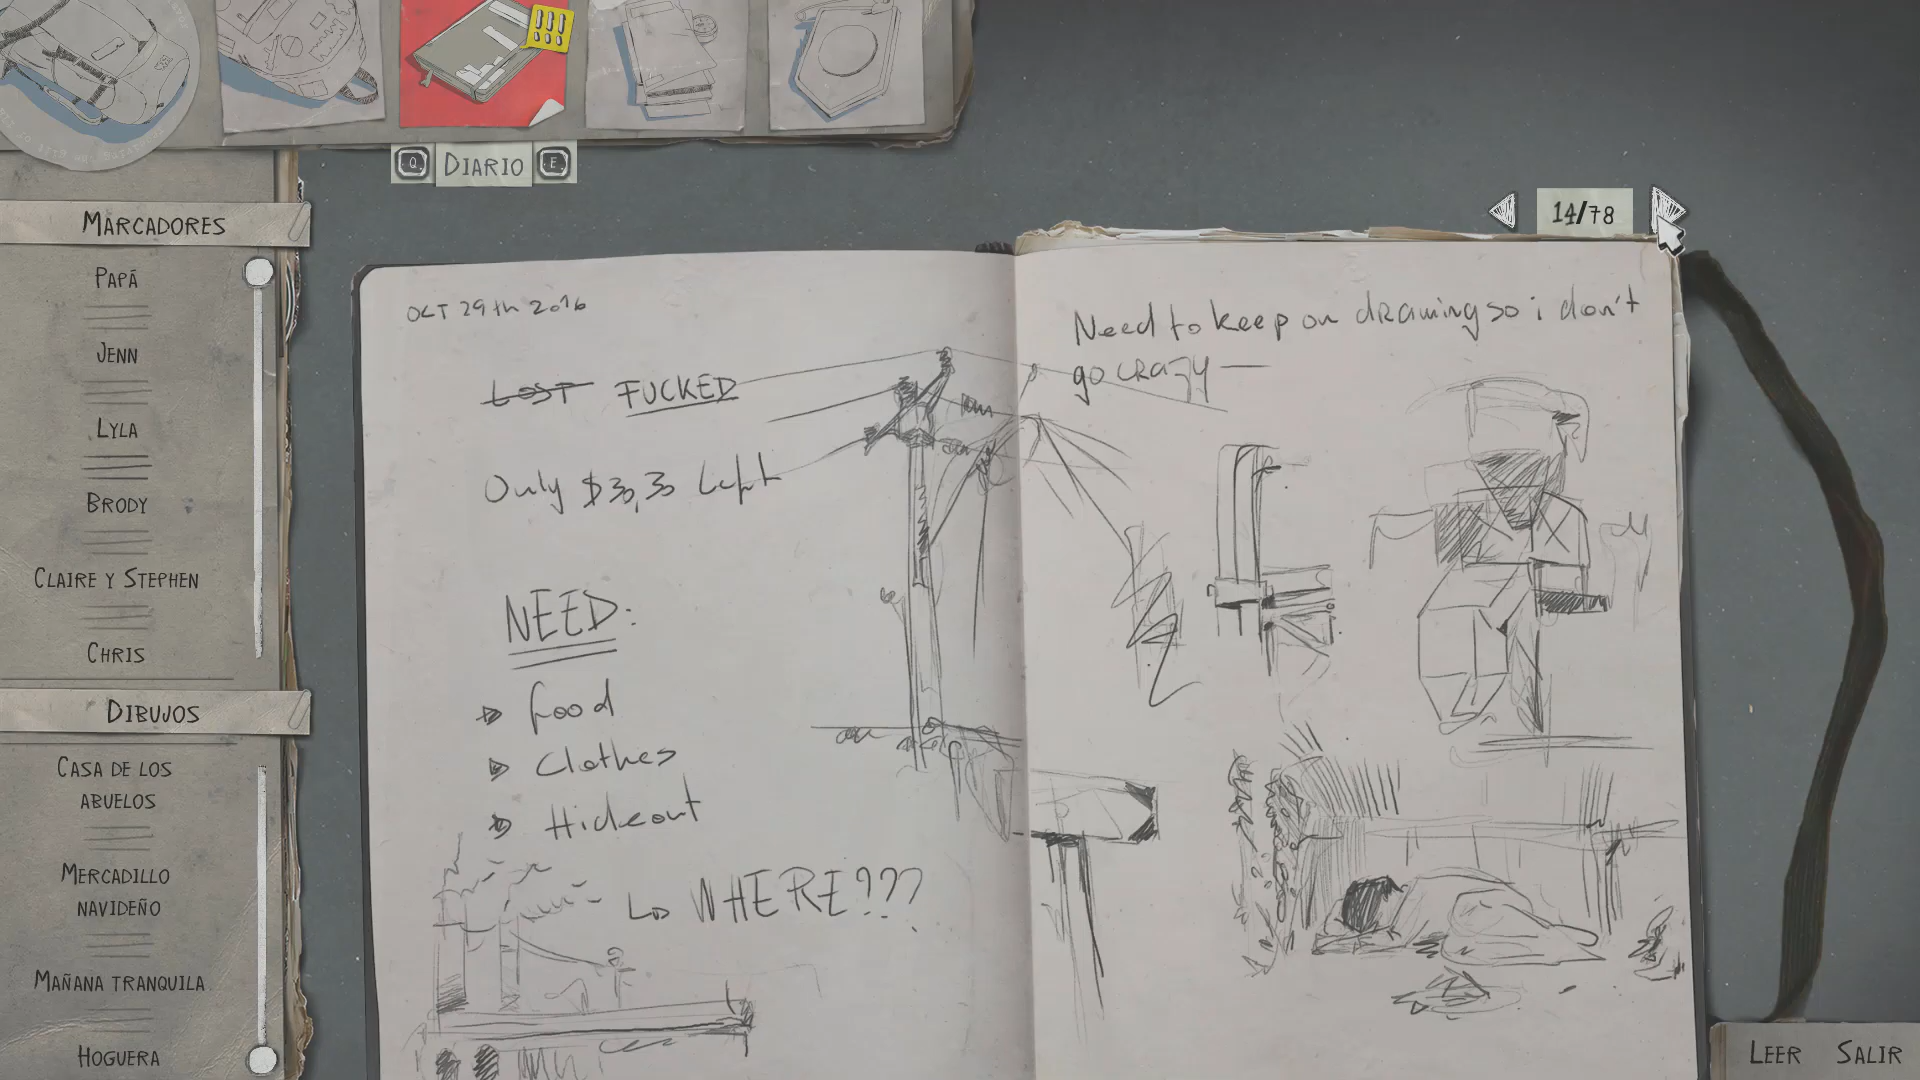 Q DIARIO E
14/78
MARCADORES
PAPÁ
JENN
LYLA
BRODY
CLAIRE Y STEPHEN
CHRIS
DIBUJOS
CASA DE LOS
ABUELOS
MERCADILLO
NAVIDEÑO
MAÑANA TRANQUILA
HOGUERA
OCT 29th 2016
LOST FUCKED
Only $30,30 Left
NEED:
food
Clothes
Hideout
WHERE???
Need to keep on drawing so i don't
go crazy —
LEER SALIR